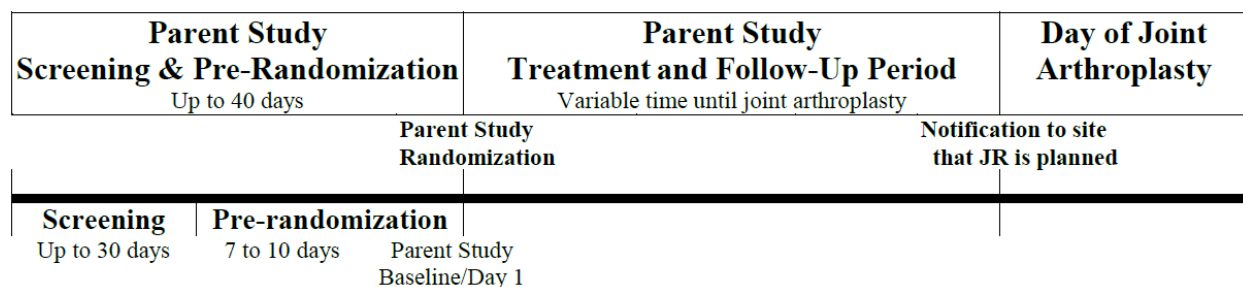 Parent Study
Screening & Pre-Randomization
Up to 40 days
Parent Study
Treatment and Follow-Up Period
Variable time until joint arthroplasty
Day of Joint
Arthroplasty
Parent Study
Randomization
Notification to site
that JR is planned
Screening
Up to 30 days
Pre-randomization
7 to 10 days
Parent Study
Baseline/Day 1